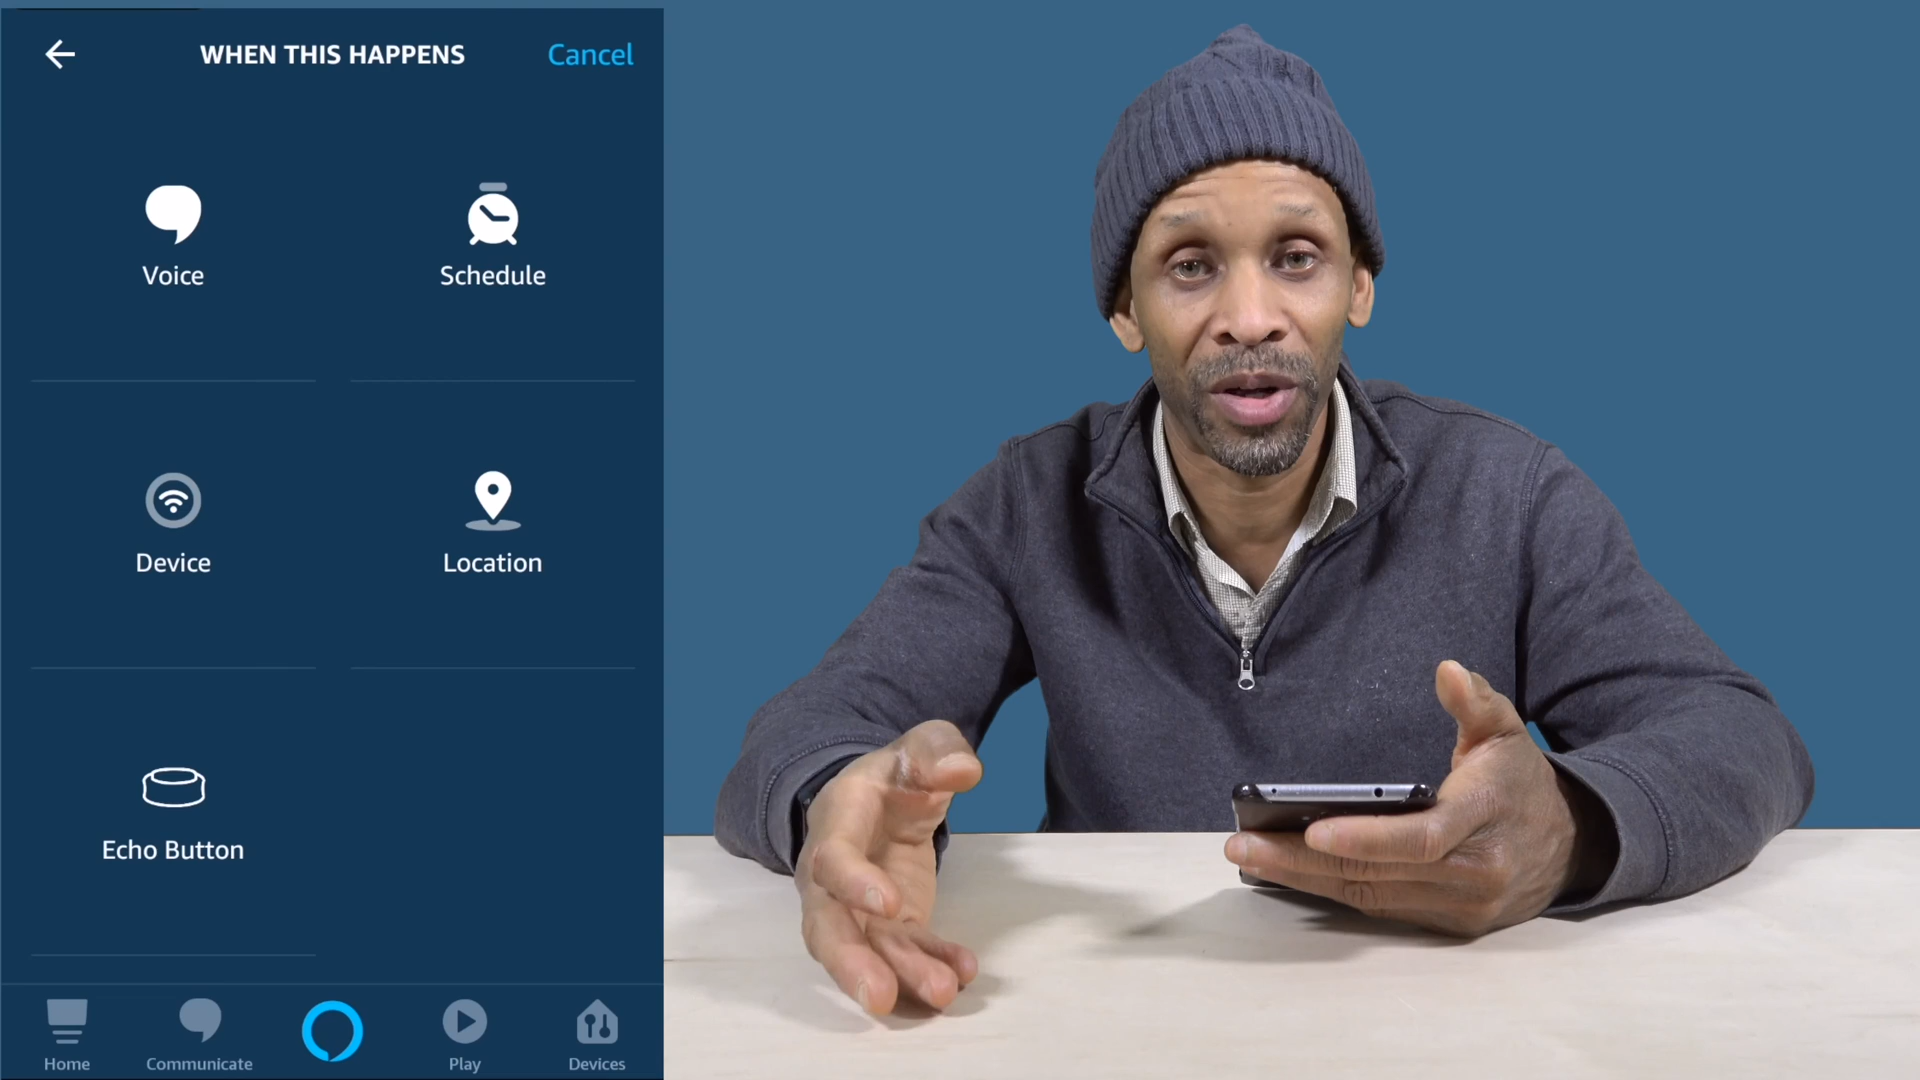 WHEN THIS HAPPENS
Cancel
Voice
Schedule
Device
Location
Echo Button
Home
Communicate
Play
Devices